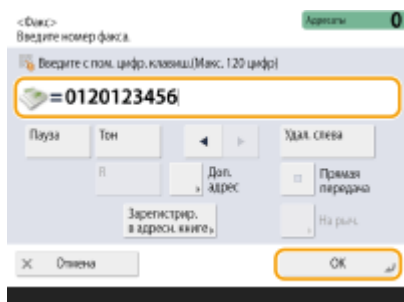 <Факс>
Адресаты 0
Введите номер факса.
Введите с пом. цифр. клавиш.(Макс. 120 цифр)
=0120123456
Пауза Тон Удал. слева
R Доп. адрес Прямая передача
Зарегистрир. в адресн. книге На рыч.
Отмена OK